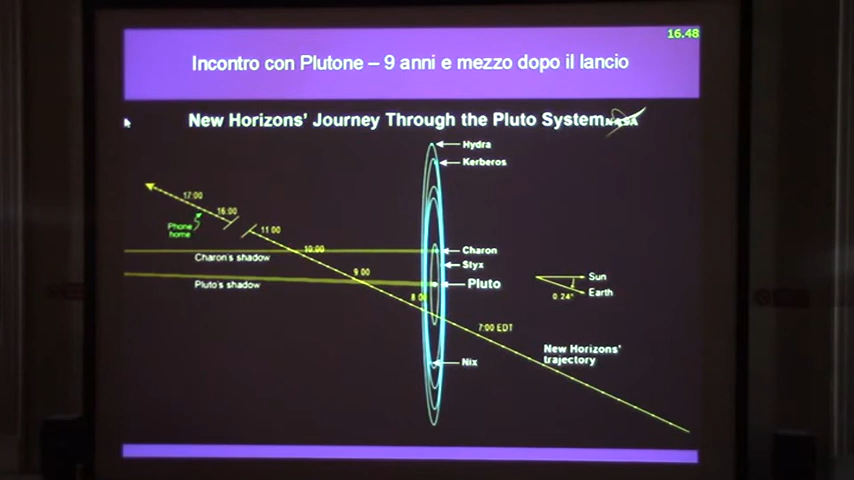 16.48
Incontro con Plutone – 9 anni e mezzo dopo il lancio
New Horizons' Journey Through the Pluto System
NASA
Hydra
Kerberos
17:00
16:00
Phone
home
11:00
10:00
Charon
Charon's shadow
Styx
9:00
Sun
Pluto's shadow
Pluto
Earth
0.24°
8:00
7:00 EDT
New Horizons'
trajectory
Nix